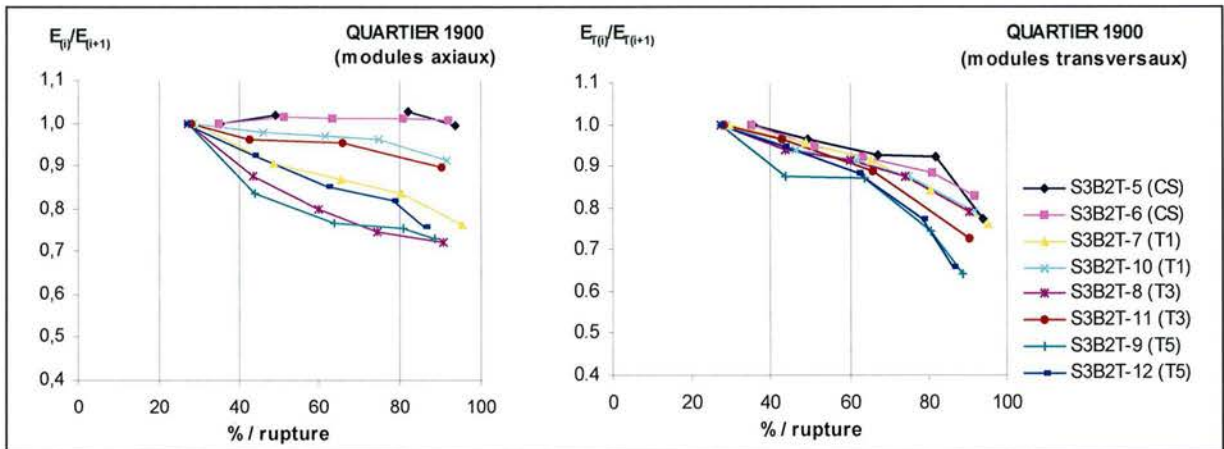 E(i)/E(i+1)
QUARTIER 1900
(modules axiaux)
1,1
1,0
0,9
0,8
0,7
0,6
0,5
0,4
0
20
40
60
80
100
% / rupture
ET(i)/ET(i+1)
QUARTIER 1900
(modules transversaux)
1.1
1.0
0.9
0.8
0.7
0.6
0.5
0.4
0
20
40
60
80
100
% / rupture
S3B2T-5 (CS)
S3B2T-6 (CS)
S3B2T-7 (T1)
S3B2T-10 (T1)
S3B2T-8 (T3)
S3B2T-11 (T3)
S3B2T-9 (T5)
S3B2T-12 (T5)